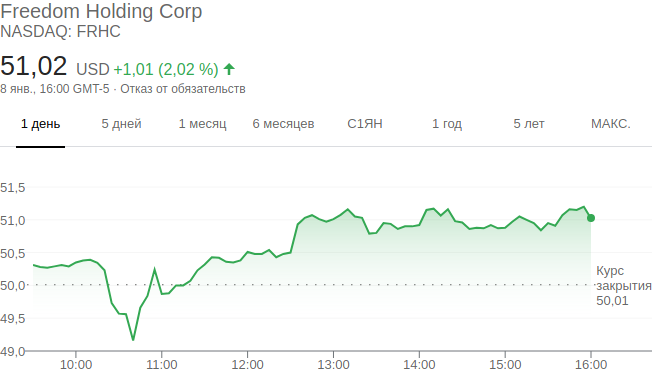 Freedom Holding Corp
NASDAQ: FRHC
51,02 USD +1,01 (2,02 %)
8 янв., 16:00 GMT-5 · Отказ от обязательств
1 день 5 дней 1 месяц 6 месяцев С1ЯН 1 год 5 лет МАКС.
51,5
51,0
50,5
50,0
49,5
49,0
Курс
закрытия
50,01
10:00 11:00 12:00 13:00 14:00 15:00 16:00